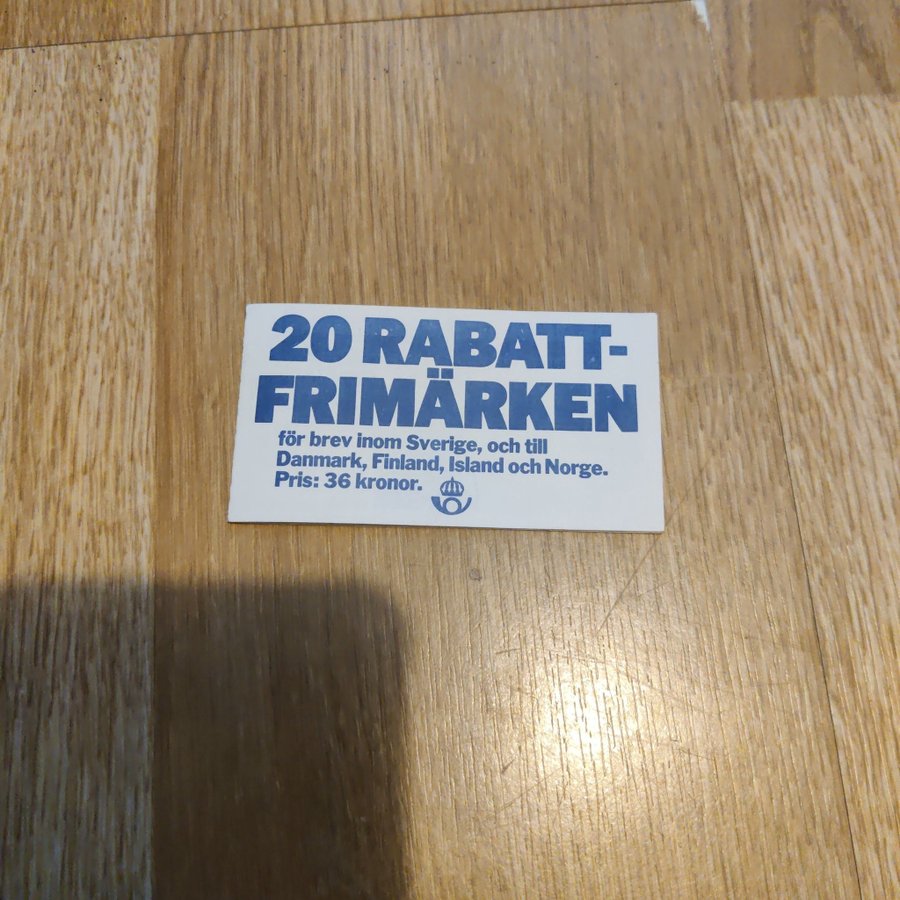 20 RABATT-
FRIMÄRKEN
för brev inom Sverige, och till
Danmark, Finland, Island och Norge.
Pris: 36 kronor.